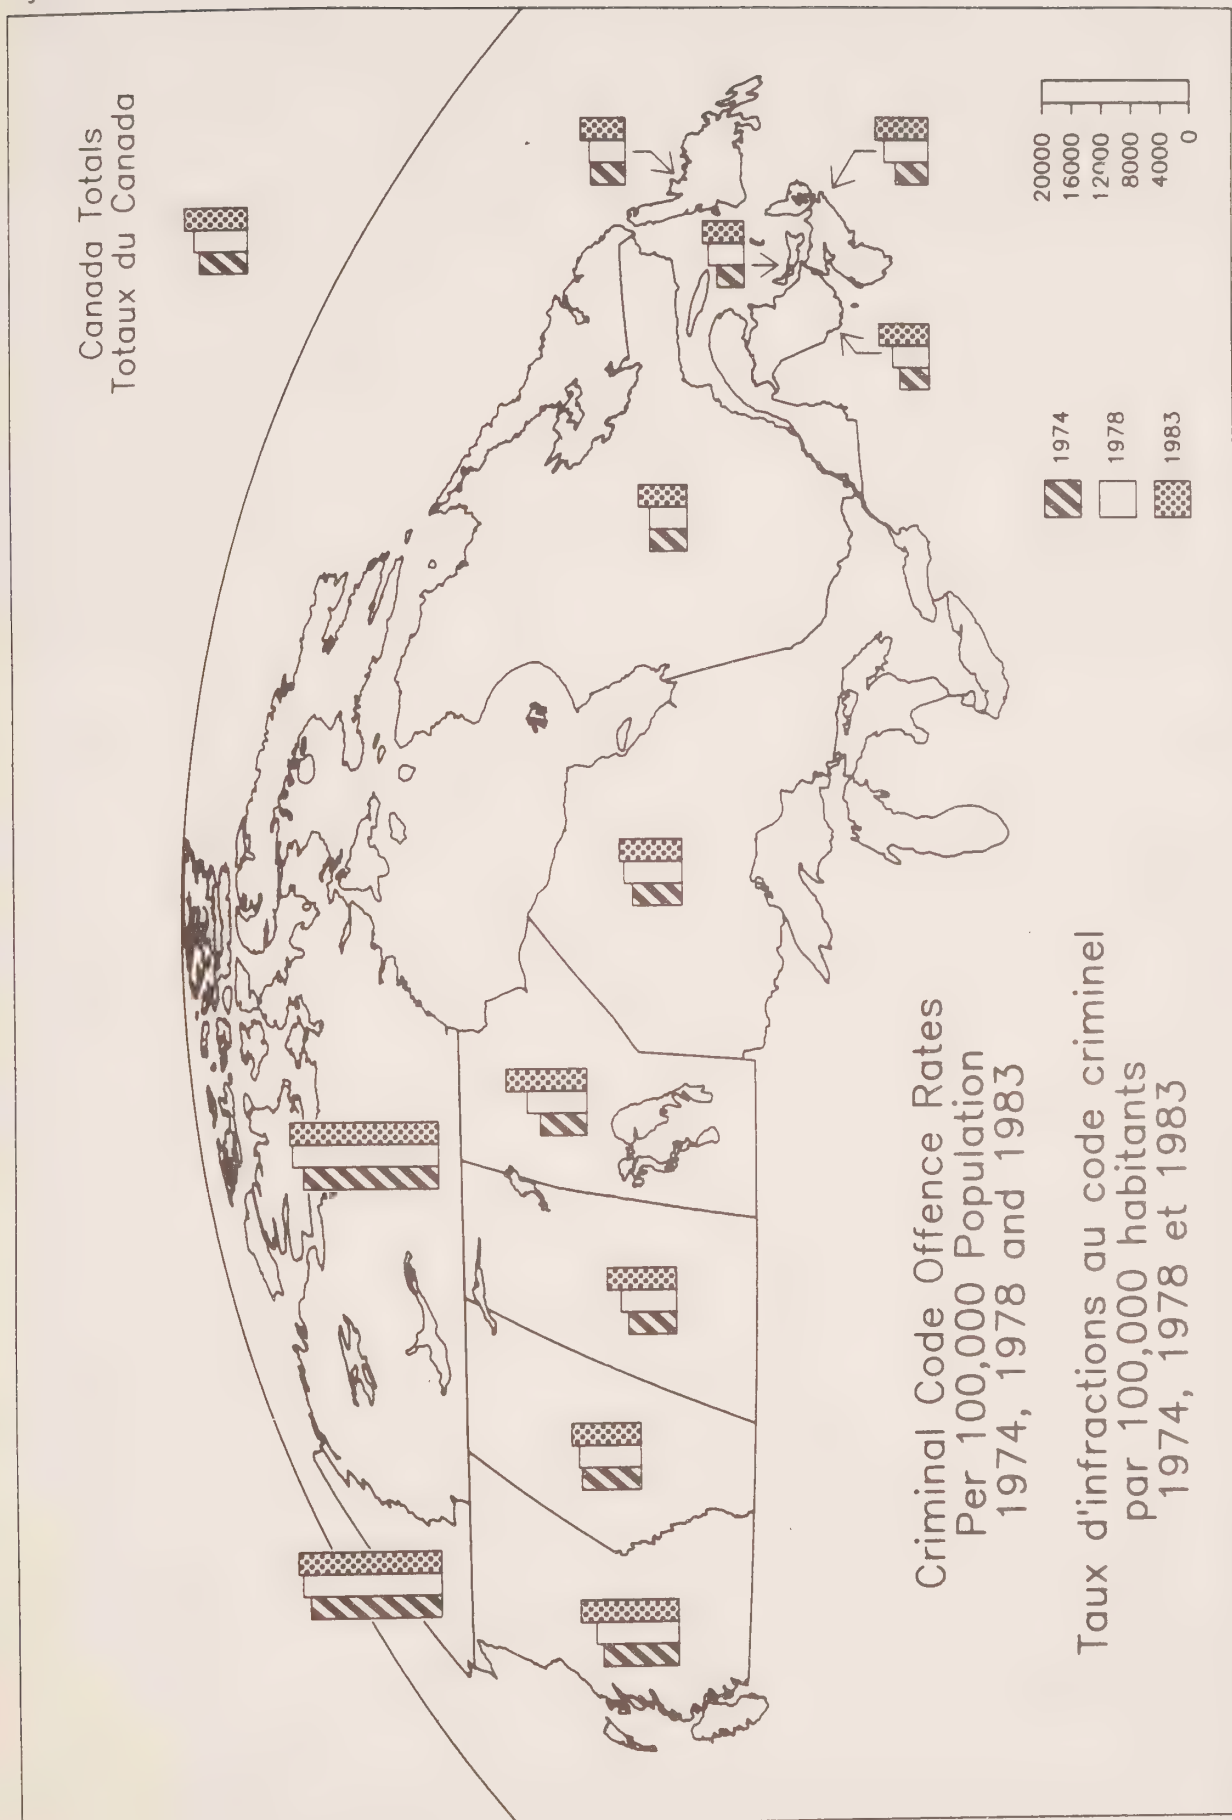 Canada Totals
Totaux du Canada
20000
16000
12000
8000
4000
0
1974
1978
1983
Criminal Code Offence Rates
Per 100,000 Population
1974, 1978 and 1983
Taux d'infractions au code criminel
par 100,000 habitants
1974, 1978 et 1983